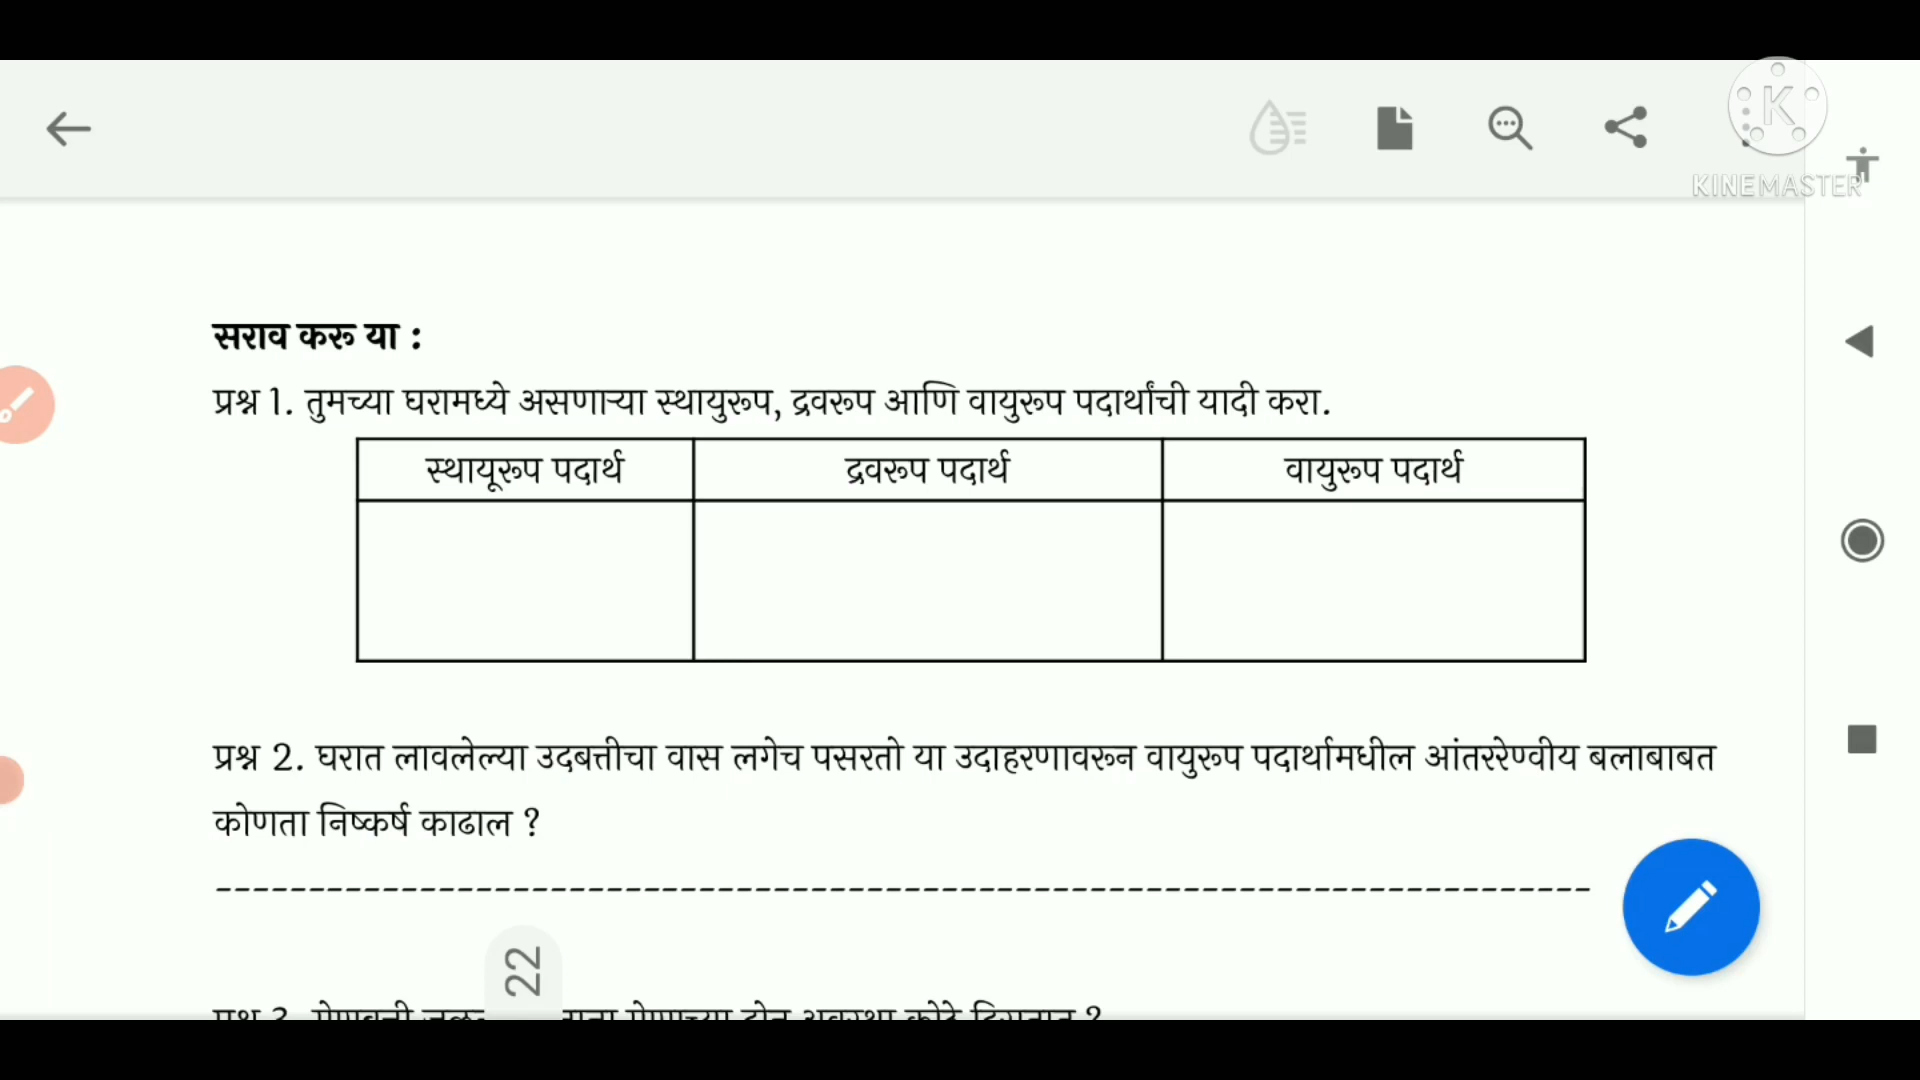 KINEMASTER
सराव करू या :
प्रश्न 1. तुमच्या घरामध्ये असणाऱ्या स्थायुरूप, द्रवरूप आणि वायुरूप पदार्थांची यादी करा.
स्थायूरूप पदार्थ द्रवरूप पदार्थ वायुरूप पदार्थ
प्रश्न 2. घरात लावलेल्या उदबत्तीचा वास लगेच पसरतो या उदाहरणावरून वायुरूप पदार्थामधील आंतररेण्वीय बलाबाबत
कोणता निष्कर्ष काढाल ?
22